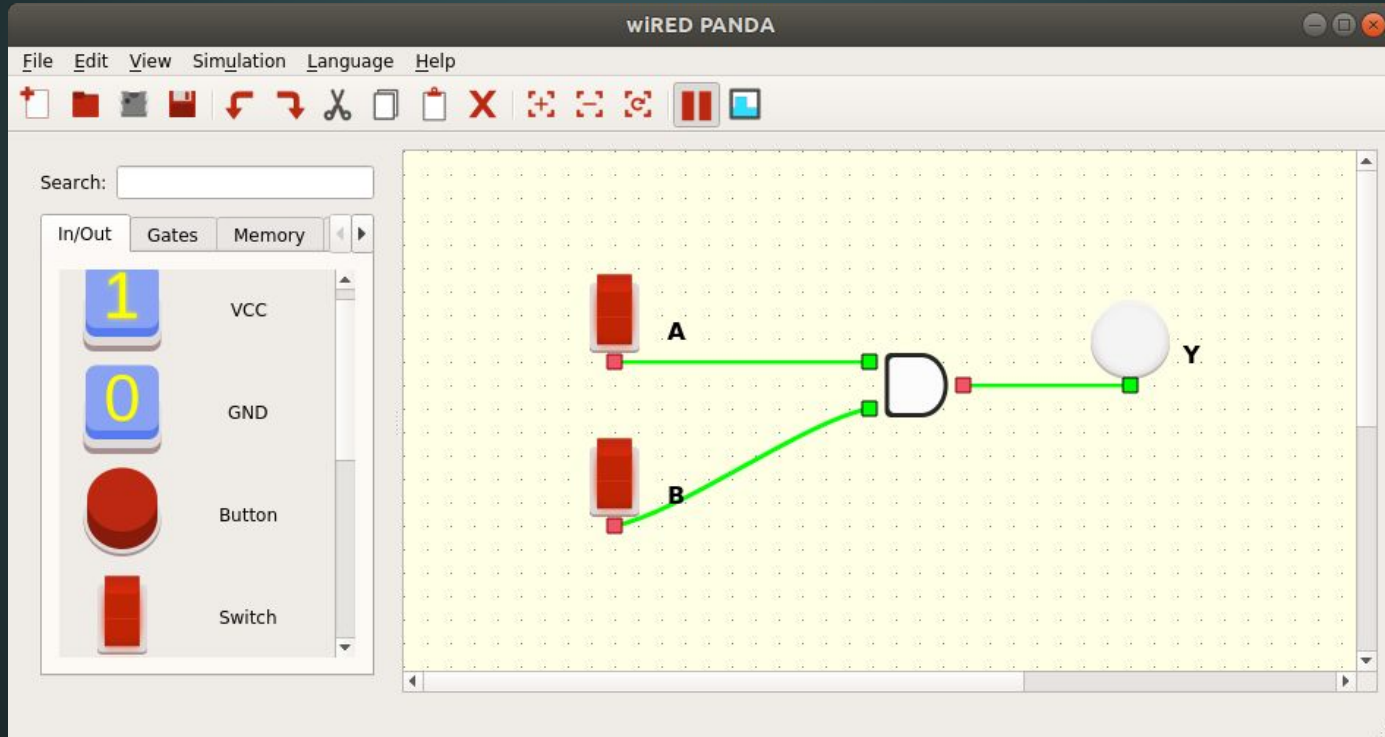 wiRED PANDA
File Edit View Simulation Language Help
Search:
In/Out Gates Memory
1 VCC
0 GND
Button
Switch
A
B
Y